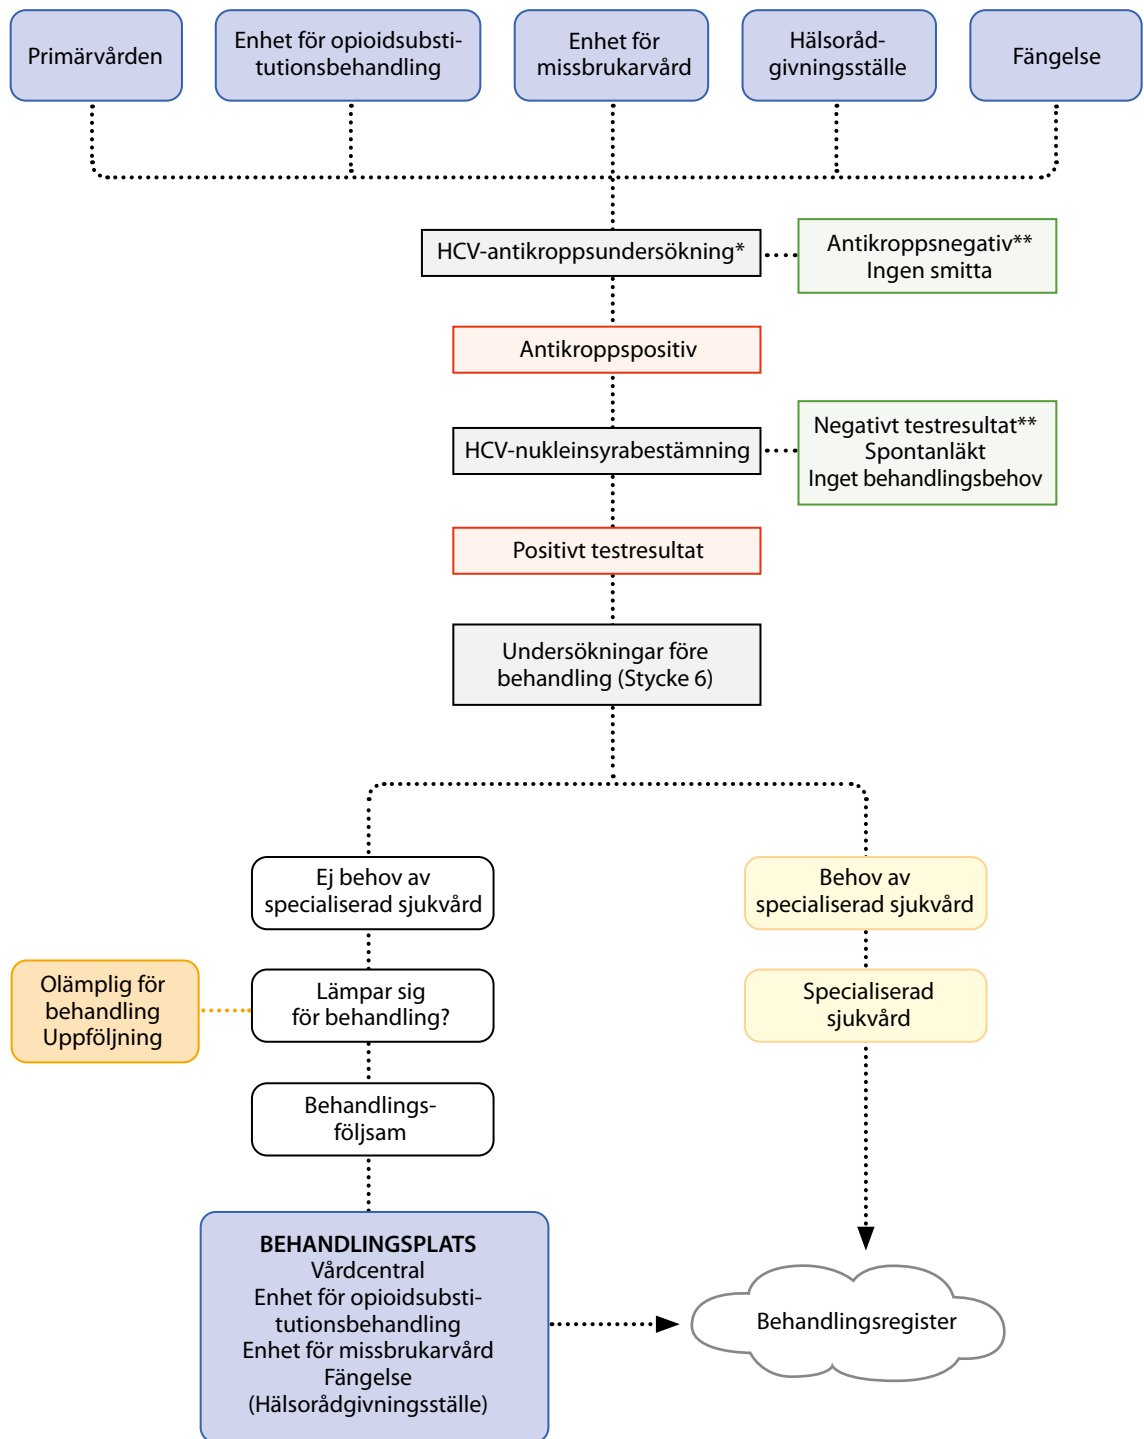 Primärvården
Enhet för opioidsubsti-
tutionsbehandling
Enhet för
missbrukarvård
Hälsoråd-
givningsställe
Fängelse
HCV-antikroppsundersökning*
Antikroppsnegativ**
Ingen smitta
Antikroppspositiv
HCV-nukleinsyrabestämning
Negativt testresultat**
Spontanläkt
Inget behandlingsbehov
Positivt testresultat
Undersökningar före
behandling (Stycke 6)
Ej behov av
specialiserad sjukvård
Behov av
specialiserad sjukvård
Olämplig för
behandling
Uppföljning
Lämpar sig
för behandling?
Specialiserad
sjukvård
Behandlings-
följsam
BEHANDLINGSPLATS
Vårdcentral
Enhet för opioidsubsti-
tutionsbehandling
Enhet för missbrukarvård
Fängelse
(Hälsorådgivningsställe)
Behandlingsregister